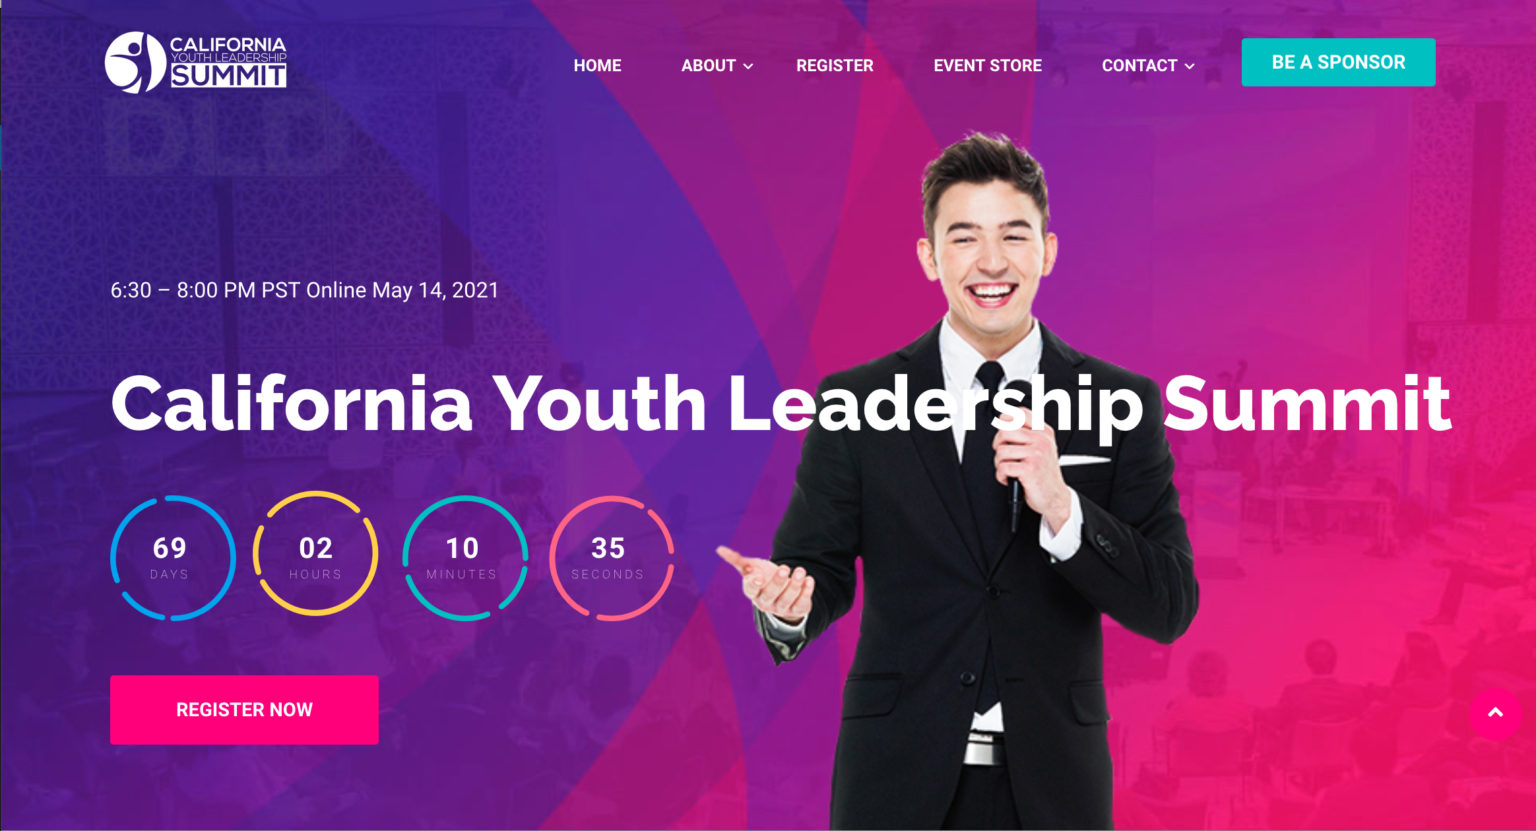 CALIFORNIA
YOUTH LEADERSHIP
SUMMIT
HOME
ABOUT
REGISTER
EVENT STORE
CONTACT
BE A SPONSOR
DLD
6:30 – 8:00 PM PST Online May 14, 2021
California Youth Leadership Summit
69
DAYS
02
HOURS
10
MINUTES
35
SECONDS
REGISTER NOW